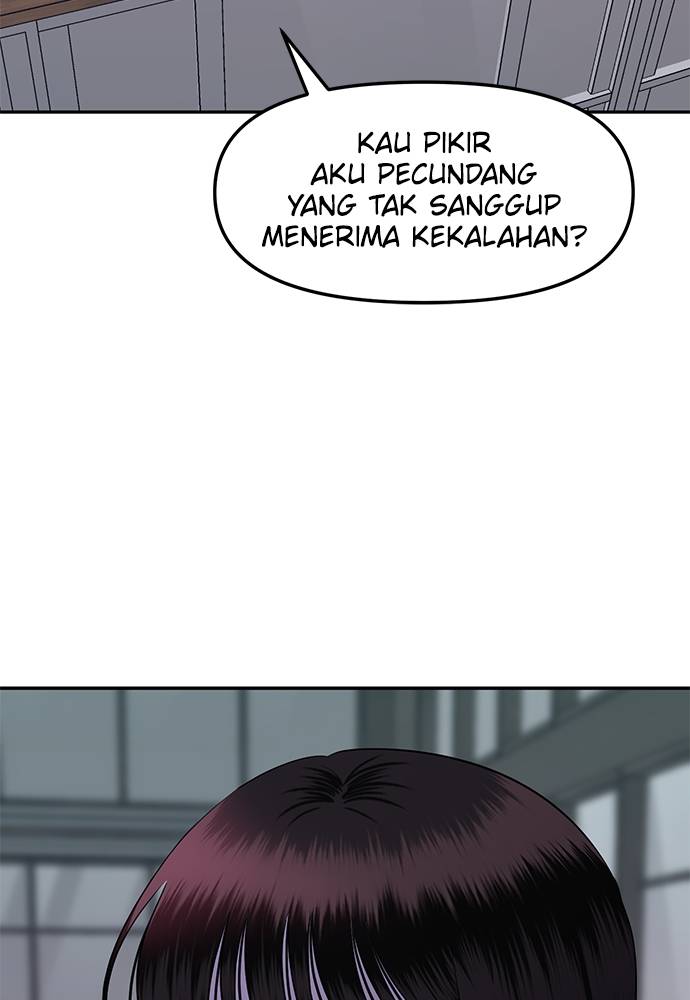 KAU PIKIR
AKU PECUNDANG
YANG TAK SANGGUP
MENERIMA KEKALAHAN?